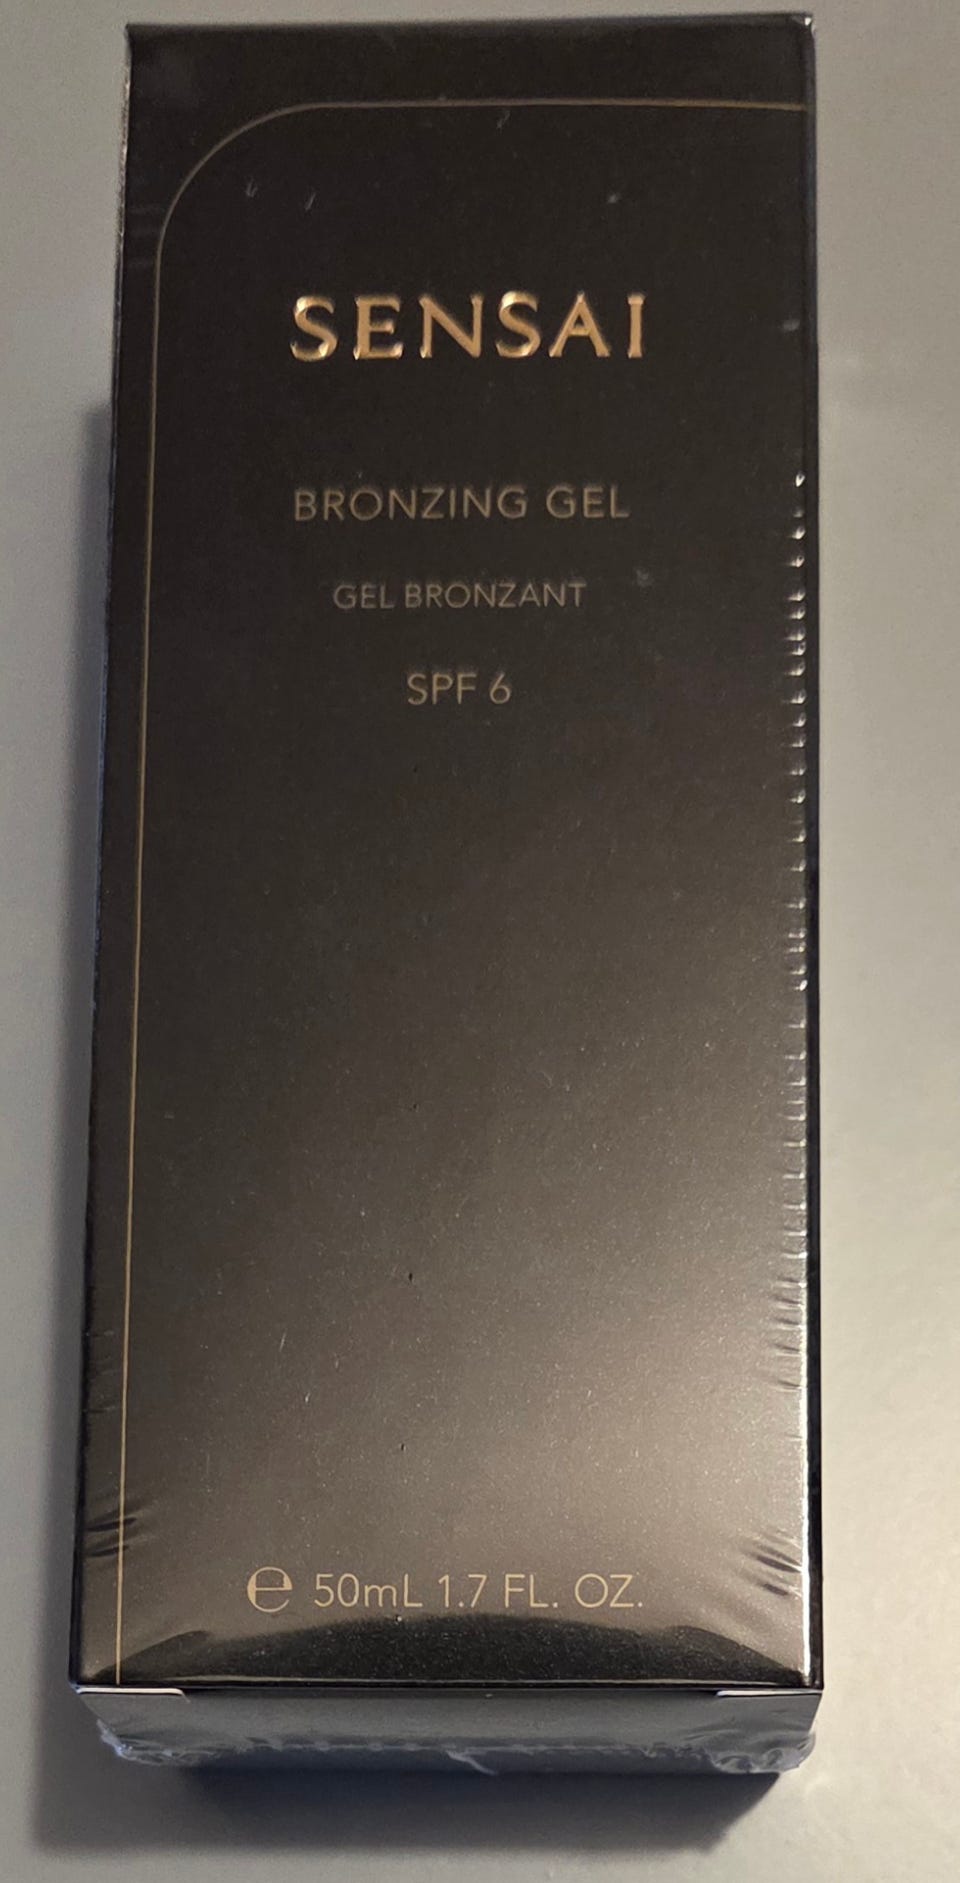 SENSAI
BRONZING GEL
GEL BRONZANT
SPF 6
℮ 50mL 1.7 FL. OZ.